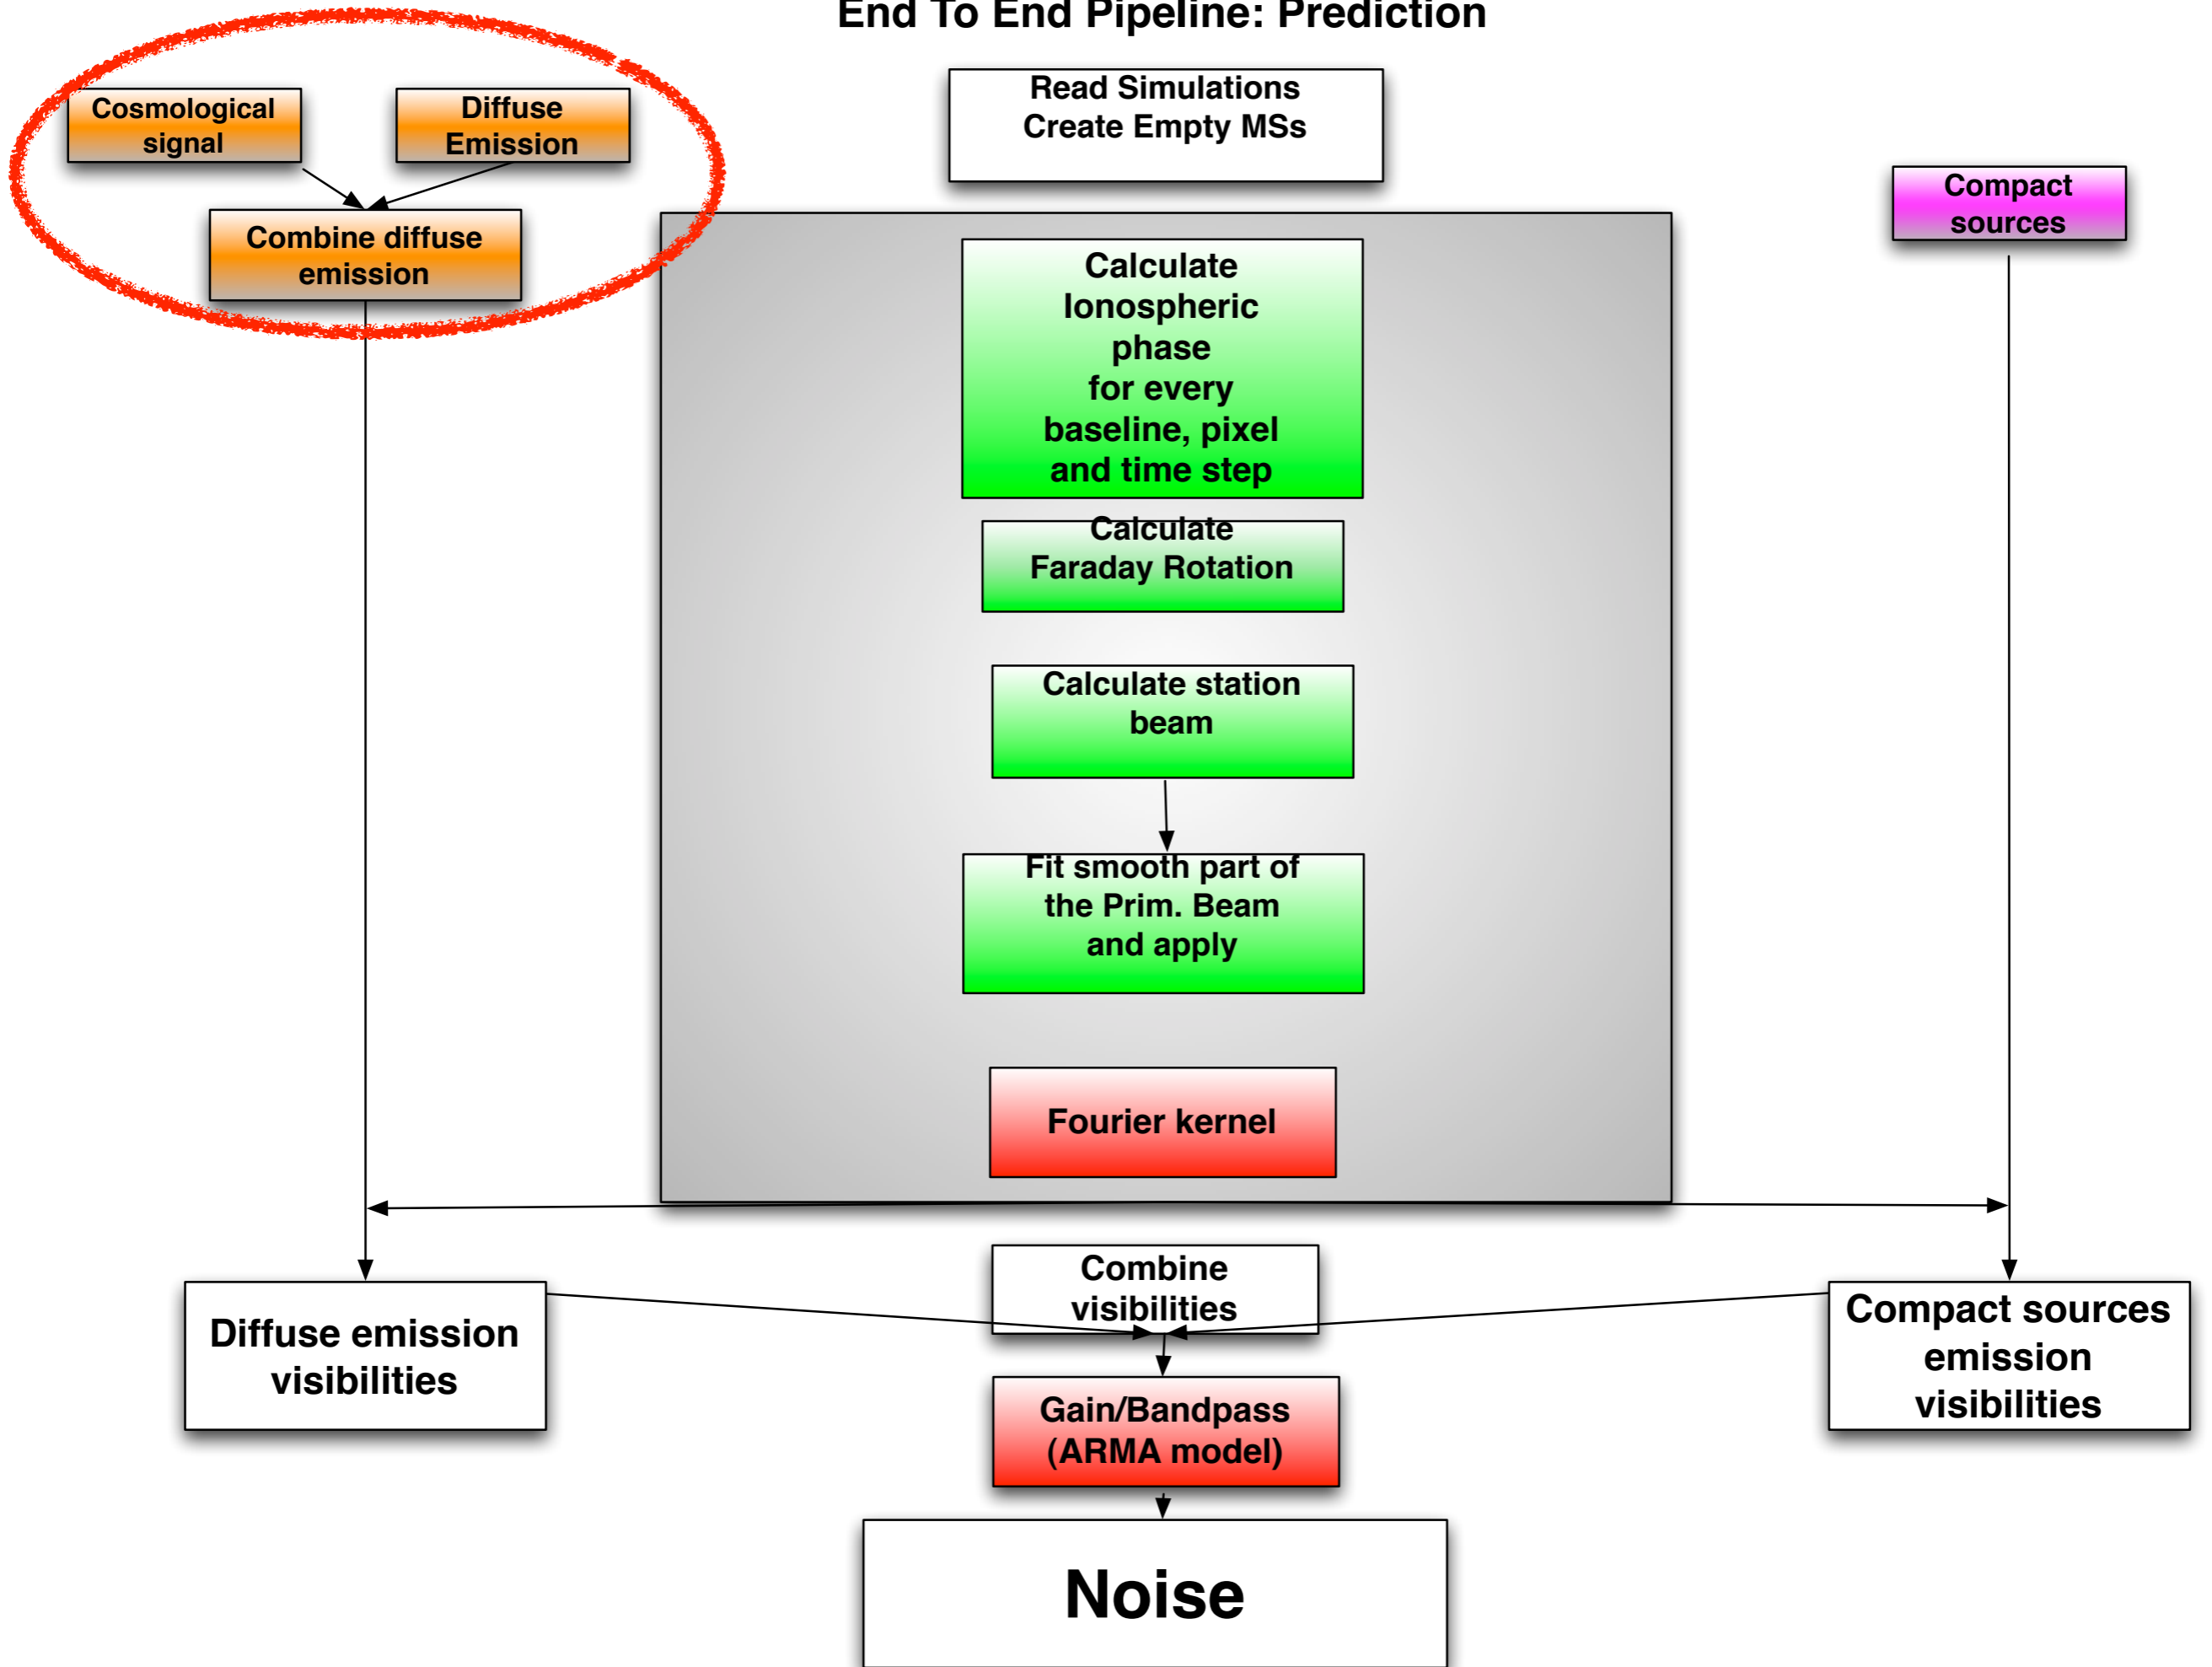 End To End Pipeline: Prediction
Cosmological
signal
Diffuse
Emission
Combine diffuse
emission
Read Simulations
Create Empty MSs
Compact
sources
Calculate
Ionospheric
phase
for every
baseline, pixel
and time step
Calculate
Faraday Rotation
Calculate station
beam
Fit smooth part of
the Prim. Beam
and apply
Fourier kernel
Combine
visibilities
Diffuse emission
visibilities
Compact sources
emission
visibilities
Gain/Bandpass
(ARMA model)
Noise